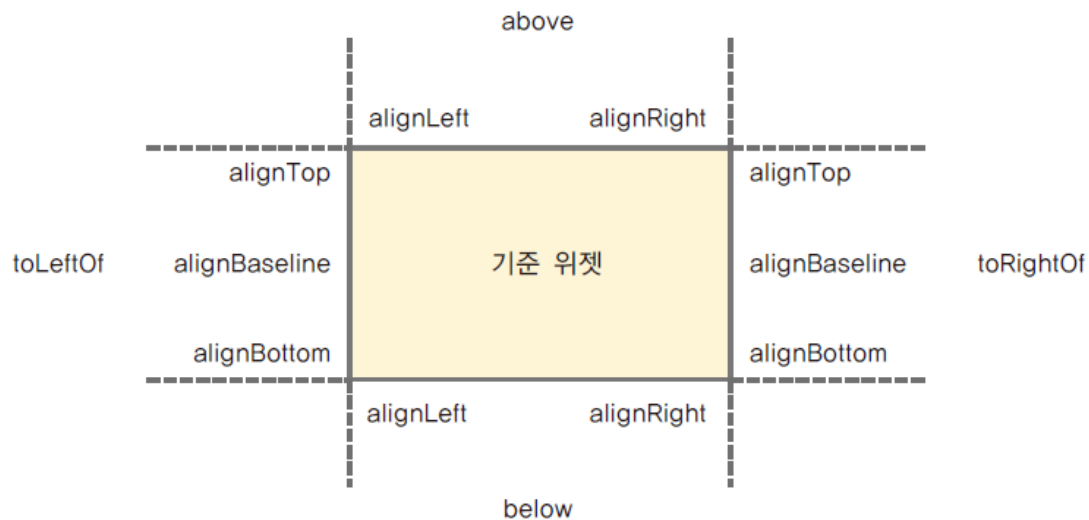 above
alignLeft alignRight
alignTop alignTop
toLeftOf alignBaseline 기준 위젯 alignBaseline toRightOf
alignBottom alignBottom
alignLeft alignRight
below